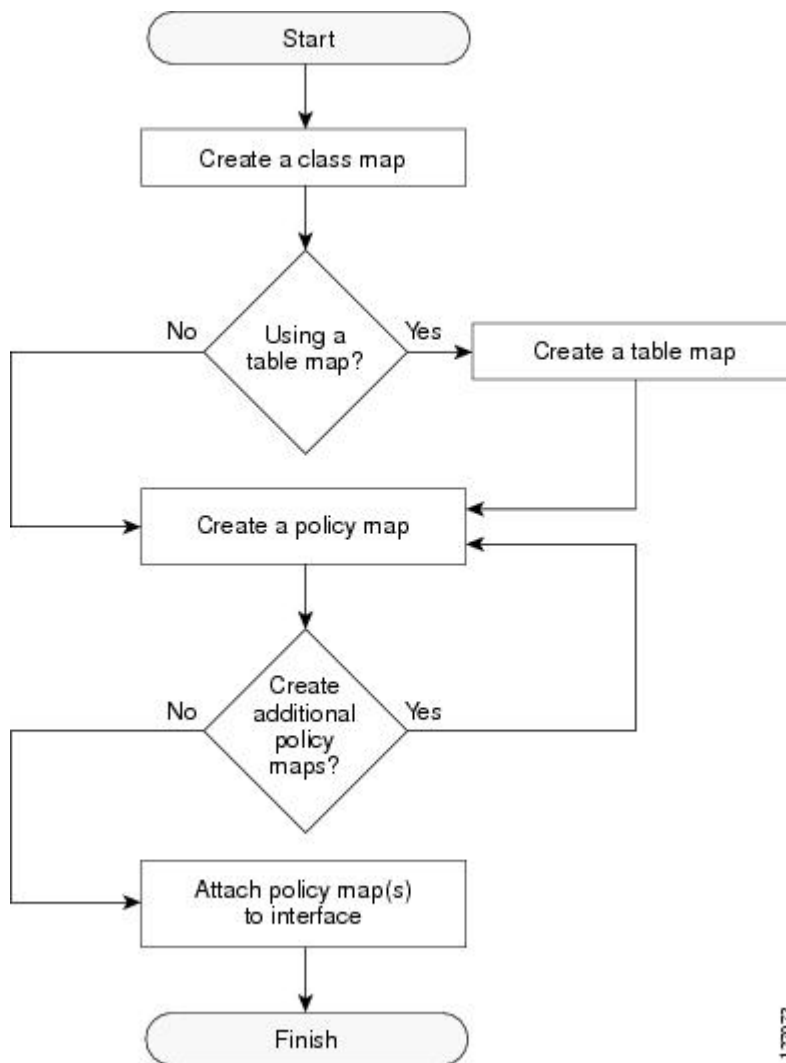 Start
Create a class map
No
Using a
table map?
Yes
Create a table map
Create a policy map
No
Create
additional
policy
maps?
Yes
Attach policy map(s)
to interface
Finish